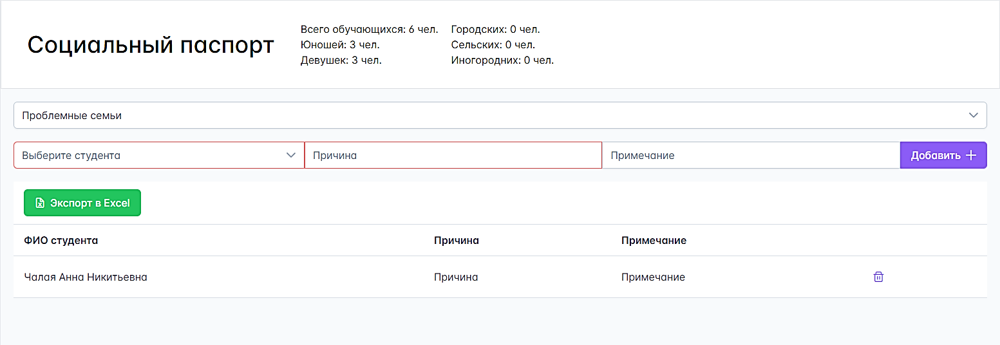 Социальный паспорт
Всего обучающихся: 6 чел.
Юношей: 3 чел.
Девушек: 3 чел.
Городских: 0 чел.
Сельских: 0 чел.
Иногородних: 0 чел.
Проблемные семьи
Выберите студента
Причина
Примечание
Добавить
Экспорт в Excel
ФИО студента Причина Примечание
Чалая Анна Никитьевна Причина Примечание